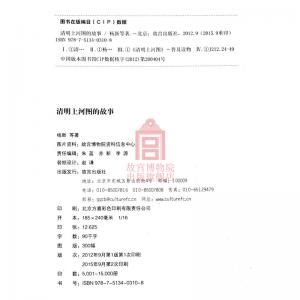 图书在版编目（CIP）数据
清明上河图的故事 / 杨新等著. —北京：故宫出版社，2012.9（2015.9重印）
ISBN 978-7-5134-0310-8
Ⅰ.①清… Ⅱ.①杨… Ⅲ.①《清明上河图》—普及读物 Ⅳ.①J212.24-49
中国版本图书馆CIP数据核字(2012)第200404号
清明上河图的故事
杨新 等著
图片资料：故宫博物院资料信息中心
责任编辑：朱蕊
装帧设计：赵谦
出版发行：故宫出版社
地址：北京市东城区景山前街4号 邮编：100009
电话：010-85007816 010-85007808 传真：010-65129479
网址：www.culturefc.cn
邮箱：ggcb@culturefc.cn
印刷：北京方嘉彩色印刷有限责任公司
开本：185×240毫米 1/16
印张：12.625
字数：90千字
图版：300幅
版次：2012年9月第1版第1次印刷
2015年9月第2次印刷
印数：5,001~15,000册
书号：ISBN 978-7-5134-0310-8
故宫
博物院
出版旗舰店